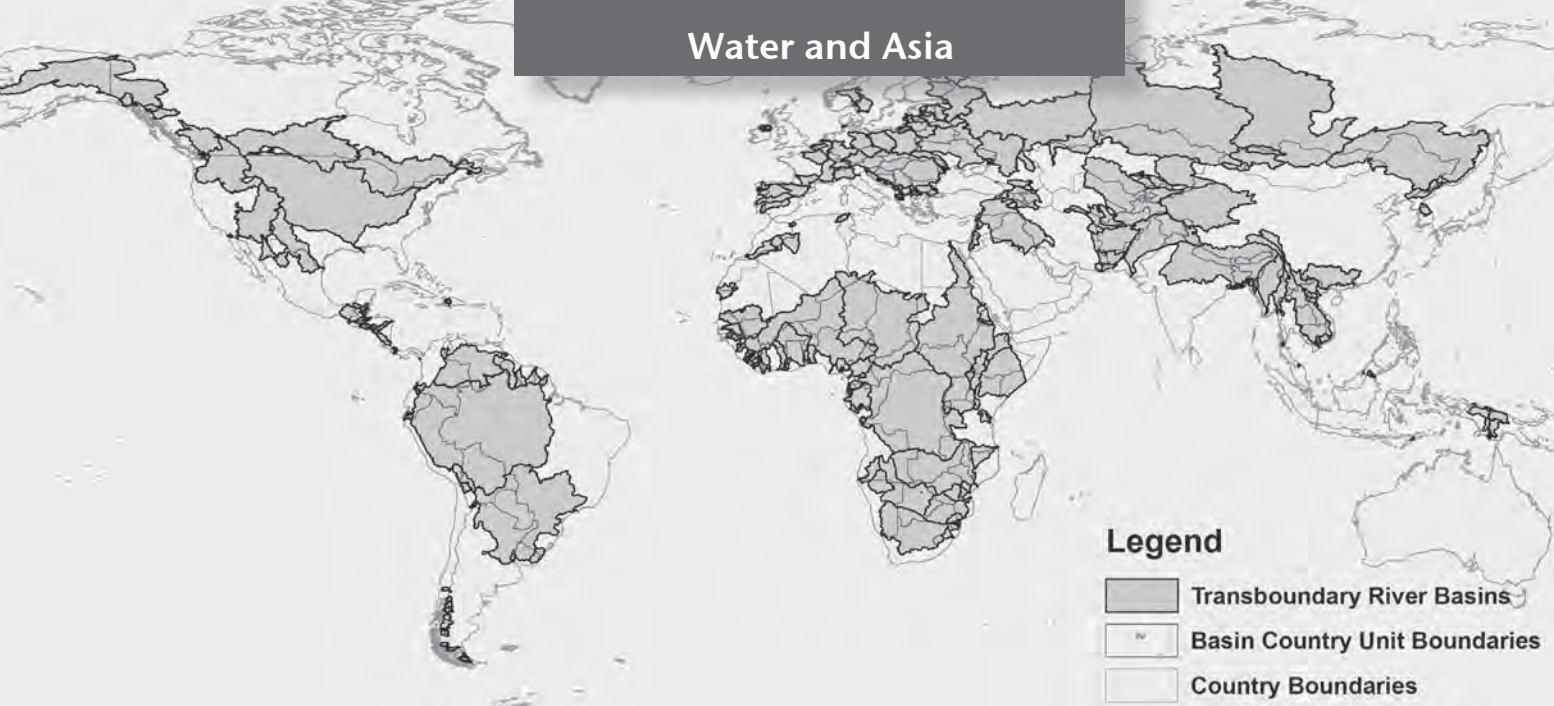 Water and Asia
Legend
Transboundary River Basins
Basin Country Unit Boundaries
Country Boundaries